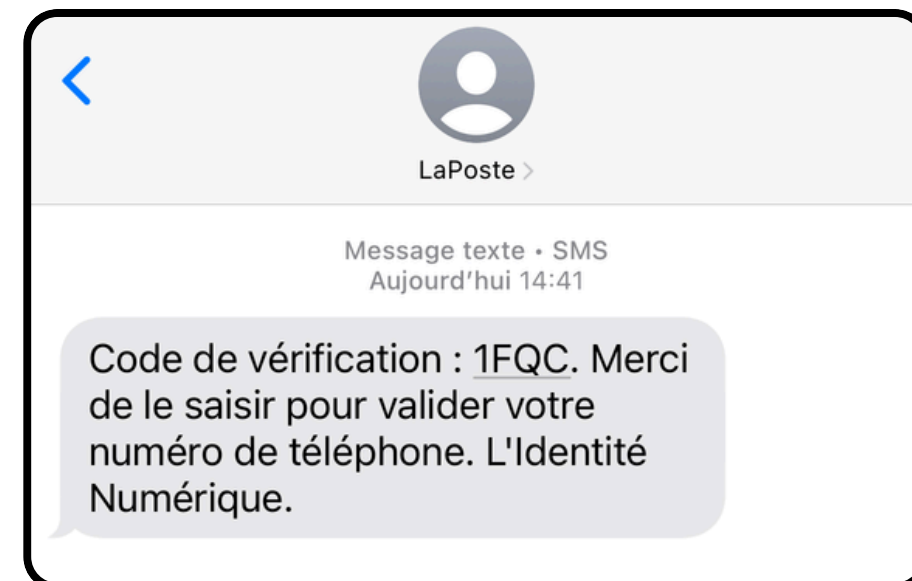 LaPoste
Message texte • SMS
Aujourd'hui 14:41
Code de vérification : 1FQC. Merci
de le saisir pour valider votre
numéro de téléphone. L'Identité
Numérique.